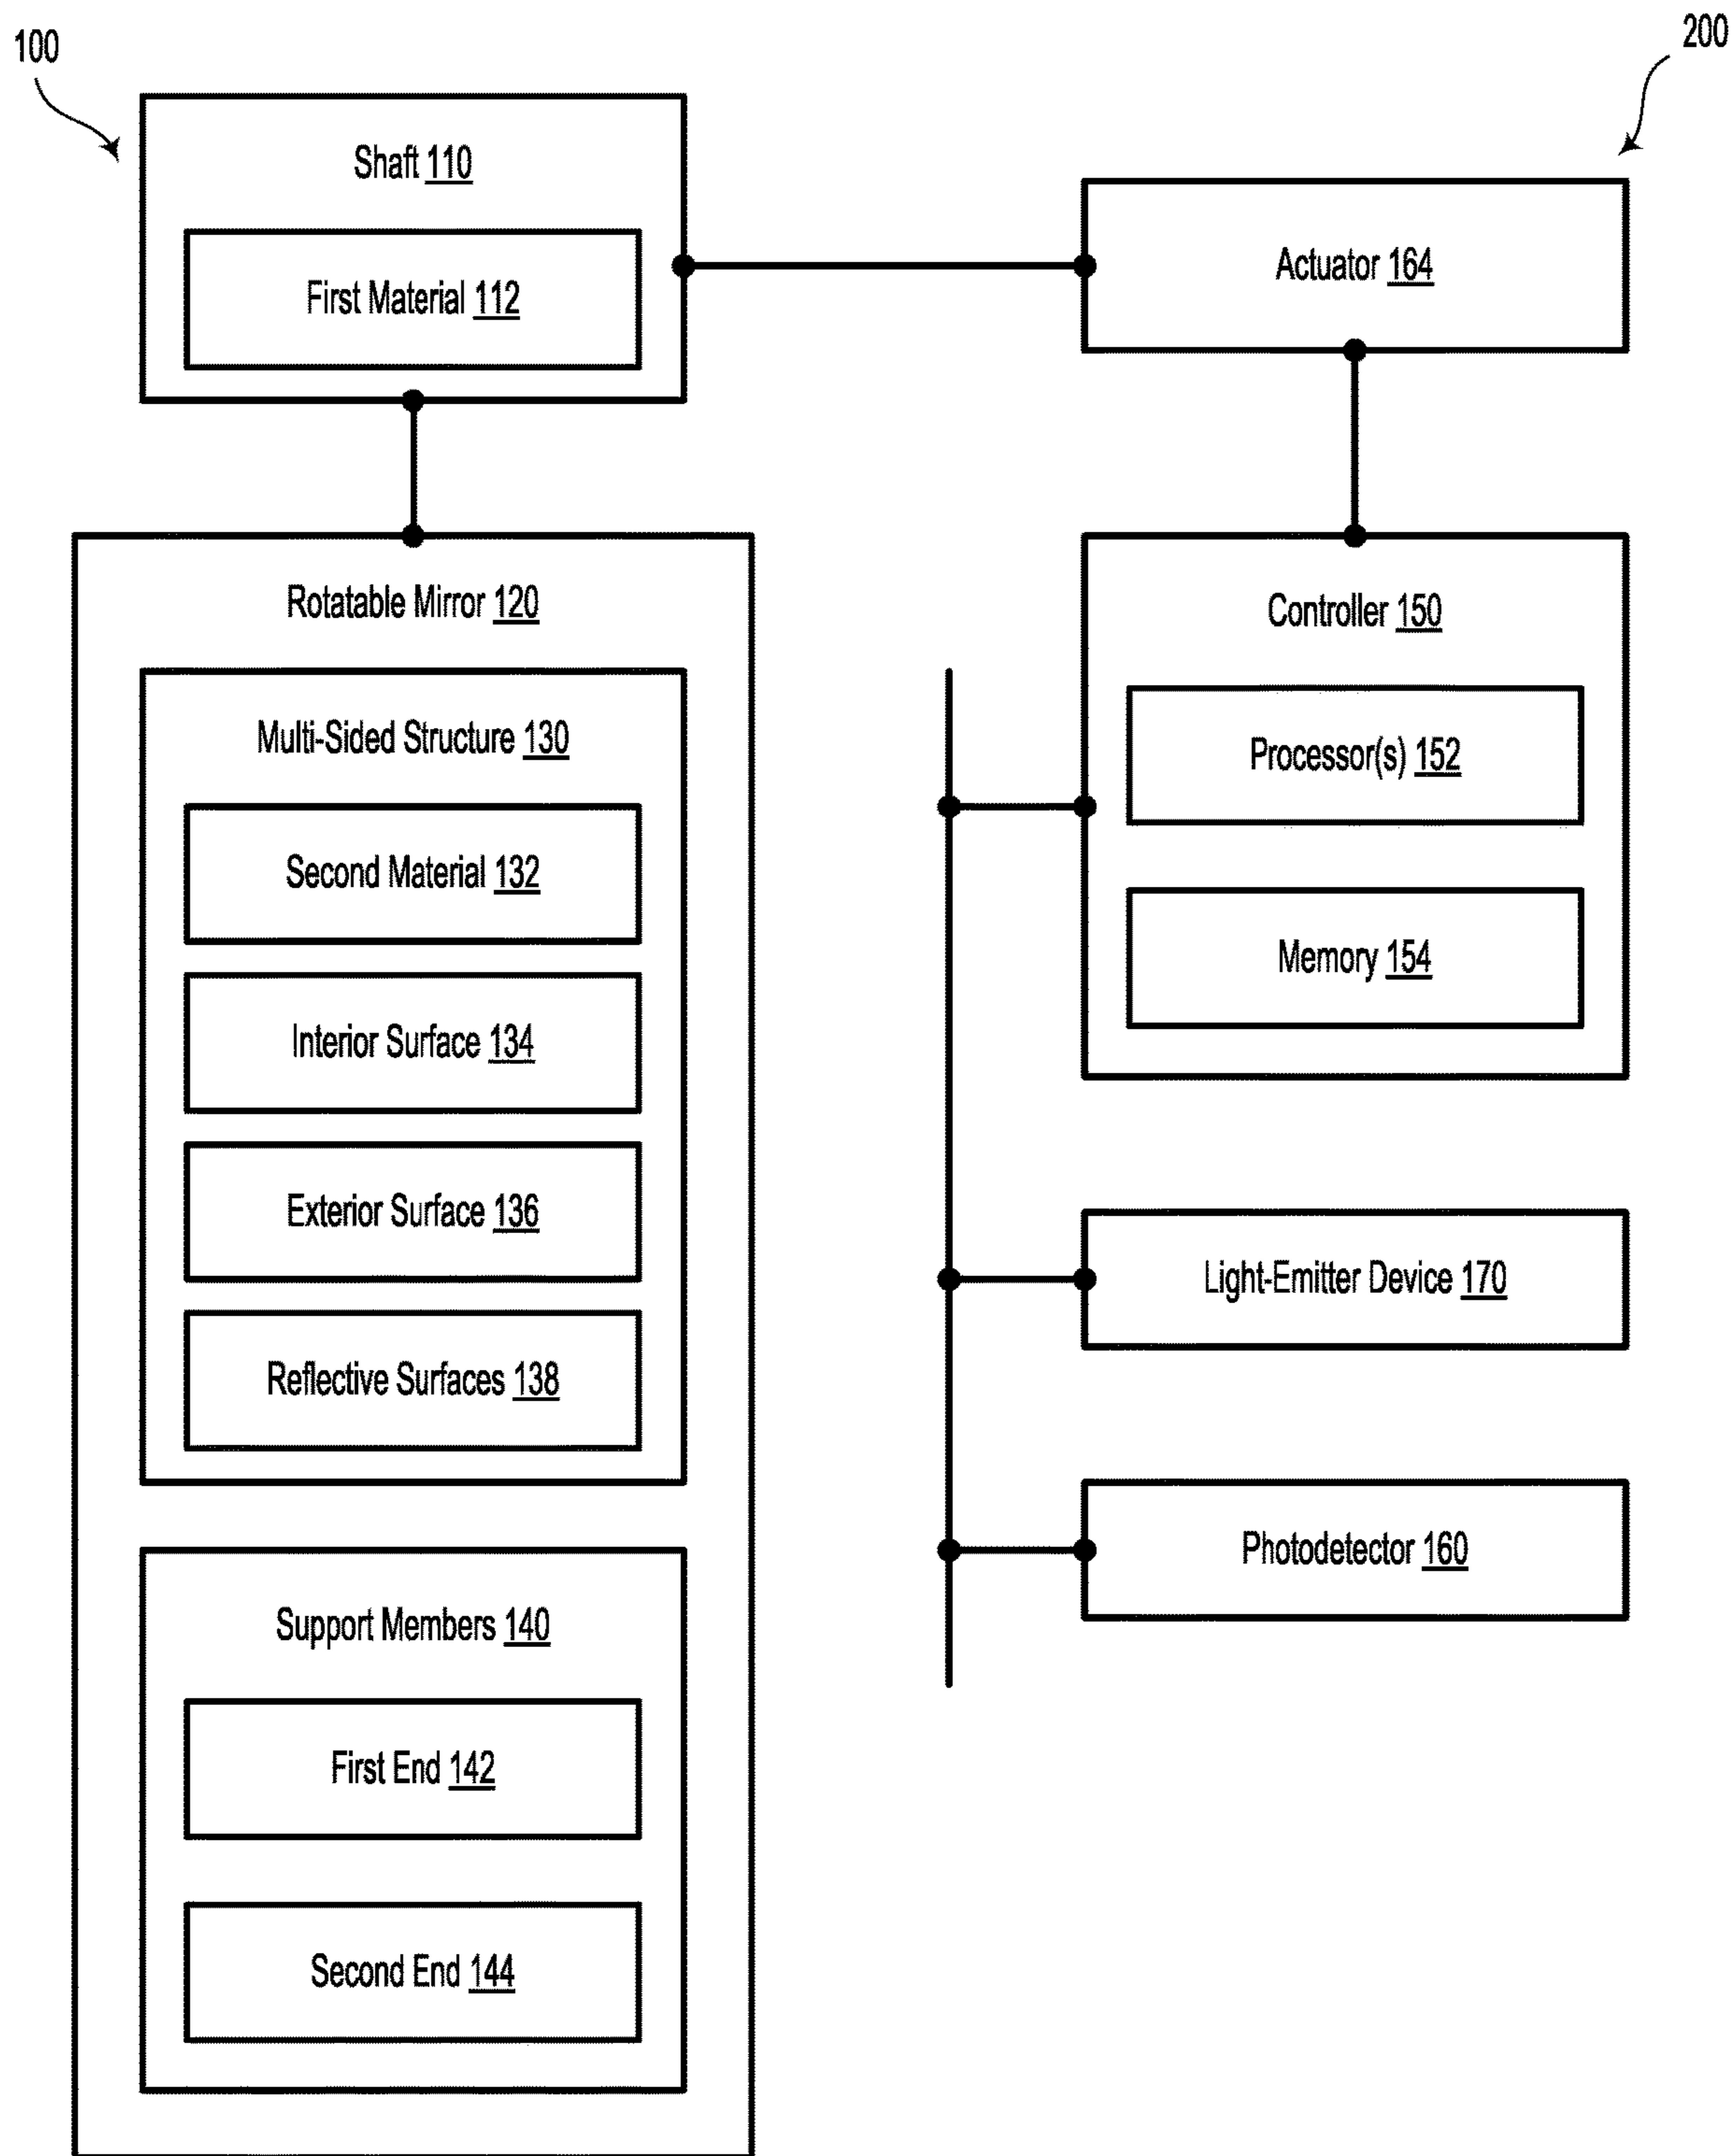 100
200
Shaft 110
First Material 112
Actuator 164
Rotatable Mirror 120
Multi-Sided Structure 130
Second Material 132
Interior Surface 134
Exterior Surface 136
Reflective Surfaces 138
Support Members 140
First End 142
Second End 144
Controller 150
Processor(s) 152
Memory 154
Light-Emitter Device 170
Photodetector 160